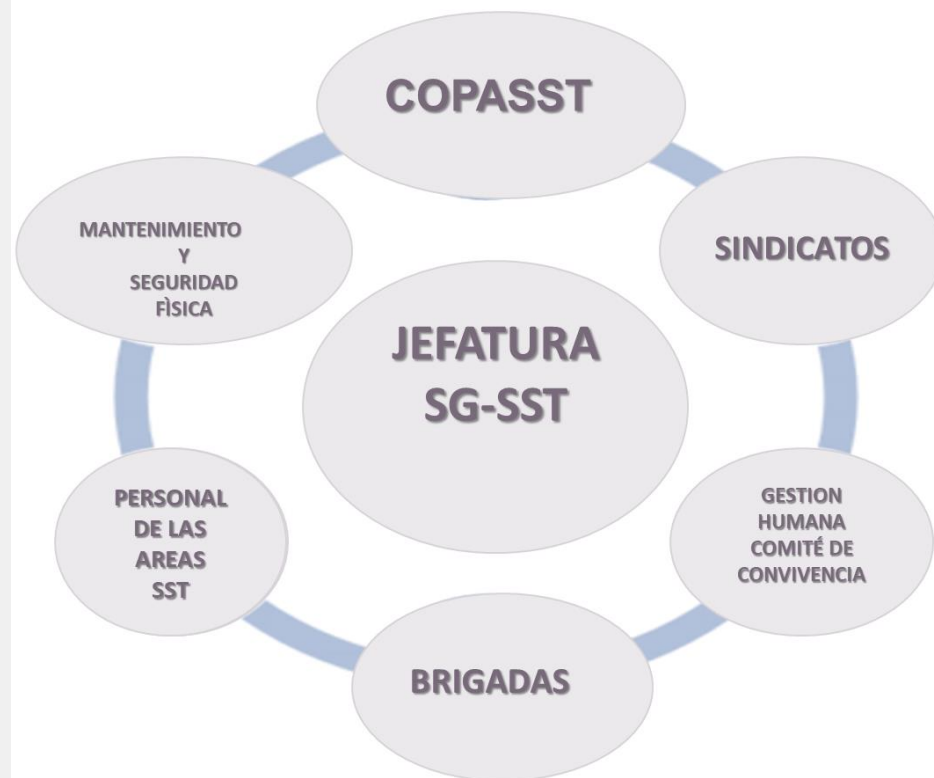 COPASST
SINDICATOS
GESTION
HUMANA
COMITÉ DE
CONVIVENCIA
BRIGADAS
PERSONAL
DE LAS
AREAS
SST
MANTENIMIENTO
Y
SEGURIDAD
FÌSICA
JEFATURA
SG-SST